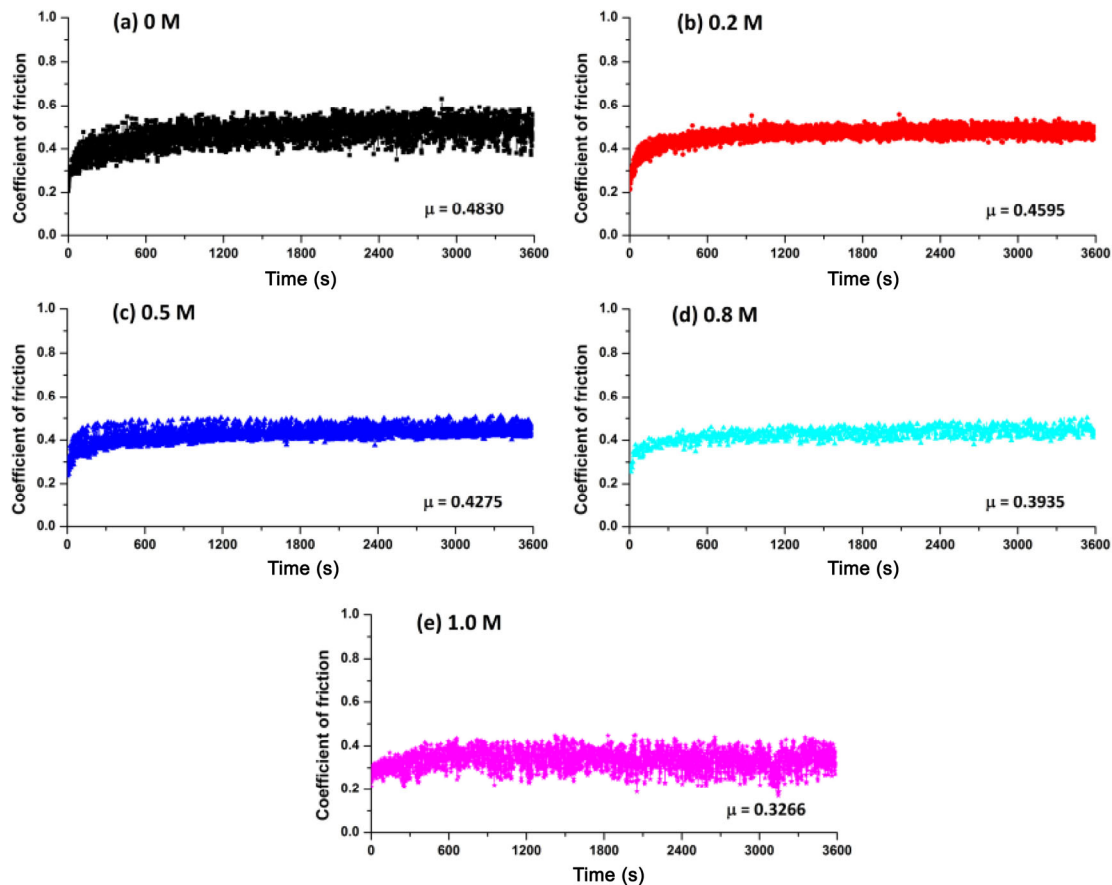 (a) 0 M
Coefficient of friction
1.0
0.8
0.6
0.4
0.2
0.0
μ = 0.4830
0 600 1200 1800 2400 3000 3600
Time (s)
(b) 0.2 M
Coefficient of friction
1.0
0.8
0.6
0.4
0.2
0.0
μ = 0.4595
0 600 1200 1800 2400 3000 3600
Time (s)
(c) 0.5 M
Coefficient of friction
1.0
0.8
0.6
0.4
0.2
0.0
μ = 0.4275
0 600 1200 1800 2400 3000 3600
Time (s)
(d) 0.8 M
Coefficient of friction
1.0
0.8
0.6
0.4
0.2
0.0
μ = 0.3935
0 600 1200 1800 2400 3000 3600
Time (s)
(e) 1.0 M
Coefficient of friction
1.0
0.8
0.6
0.4
0.2
0.0
μ = 0.3266
0 600 1200 1800 2400 3000 3600
Time (s)